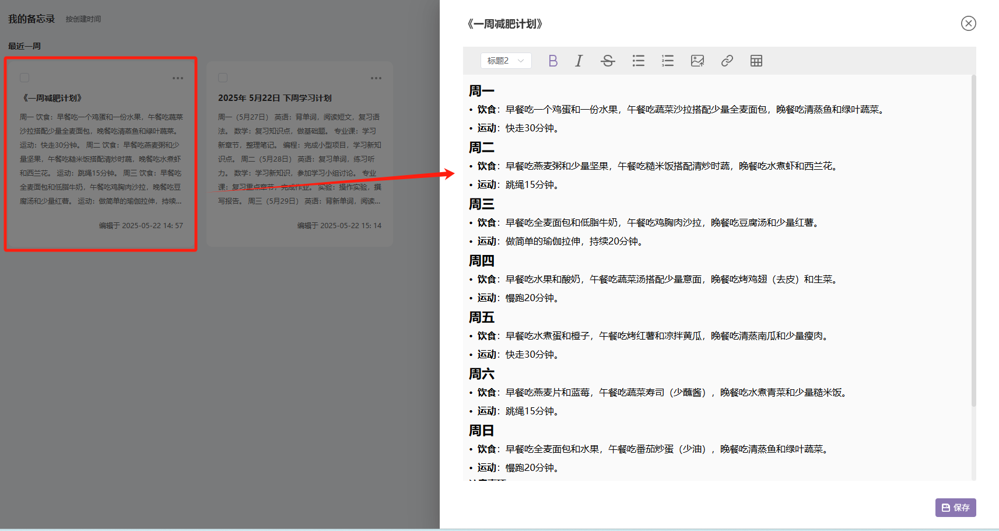 我的备忘录 按创建时间
最近一周
《一周减肥计划》
周一 饮食：早餐吃一个鸡蛋和一份水果，午餐吃蔬菜
沙拉搭配少量全麦面包，晚餐吃清蒸鱼和绿叶蔬菜。
运动：快走30分钟。 周二 饮食：早餐吃燕麦粥和少
量坚果，午餐吃糙米饭搭配清炒时蔬，晚餐吃水煮虾
和西兰花。 运动：跳绳15分钟。 周三 饮食：早餐吃
全麦面包和低脂牛奶，午餐吃鸡胸肉沙拉，晚餐吃豆
腐汤和少量红薯。 运动：做简单的瑜伽拉伸，持续...
编辑于 2025-05-22 14: 57
2025年 5月22日 下周学习计划
周一（5月27日） 英语：背单词，阅读短文，复习语
法。 数学：复习知识点，做基础题。 专业课：学习
新章节，整理笔记。 编程：完成小型项目，学习新知
识点。 周二（5月28日） 英语：复习单词，练习听
力。 数学：学习新知识，参加学习小组讨论。 专业
课：复习重点章节，完成作业。 实验：操作实验，撰
写报告。 周三（5月29日） 英语：背新单词，阅读...
编辑于 2025-05-22 15: 14
《一周减肥计划》
标题2
周一
• 饮食：早餐吃一个鸡蛋和一份水果，午餐吃蔬菜沙拉搭配少量全麦面包，晚餐吃清蒸鱼和绿叶蔬菜。
• 运动：快走30分钟。
周二
• 饮食：早餐吃燕麦粥和少量坚果，午餐吃糙米饭搭配清炒时蔬，晚餐吃水煮虾和西兰花。
• 运动：跳绳15分钟。
周三
• 饮食：早餐吃全麦面包和低脂牛奶，午餐吃鸡胸肉沙拉，晚餐吃豆腐汤和少量红薯。
• 运动：做简单的瑜伽拉伸，持续20分钟。
周四
• 饮食：早餐吃水果和酸奶，午餐吃蔬菜汤搭配少量意面，晚餐吃烤鸡翅（去皮）和生菜。
• 运动：慢跑20分钟。
周五
• 饮食：早餐吃水煮蛋和橙子，午餐吃烤红薯和凉拌黄瓜，晚餐吃清蒸南瓜和少量瘦肉。
• 运动：快走30分钟。
周六
• 饮食：早餐吃燕麦片和蓝莓，午餐吃蔬菜寿司（少蘸酱），晚餐吃水煮青菜和少量糙米饭。
• 运动：跳绳15分钟。
周日
• 饮食：早餐吃全麦面包和水果，午餐吃番茄炒蛋（少油），晚餐吃清蒸鱼和绿叶蔬菜。
• 运动：慢跑20分钟。
保存